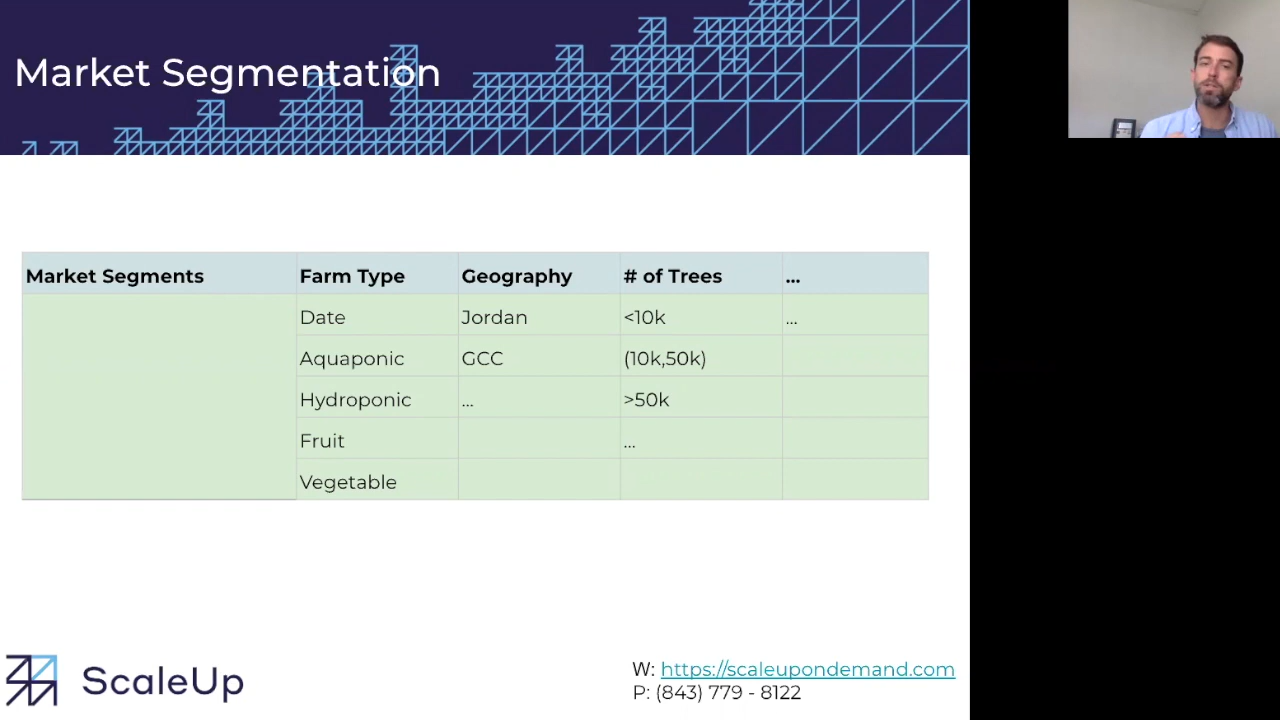 Market Segmentation
Market Segments Farm Type Geography # of Trees ...
Date Jordan <10k ...
Aquaponic GCC (10k,50k)
Hydroponic ... >50k
Fruit ...
Vegetable
ScaleUp
W: https://scaleupondemand.com
P: (843) 779 - 8122